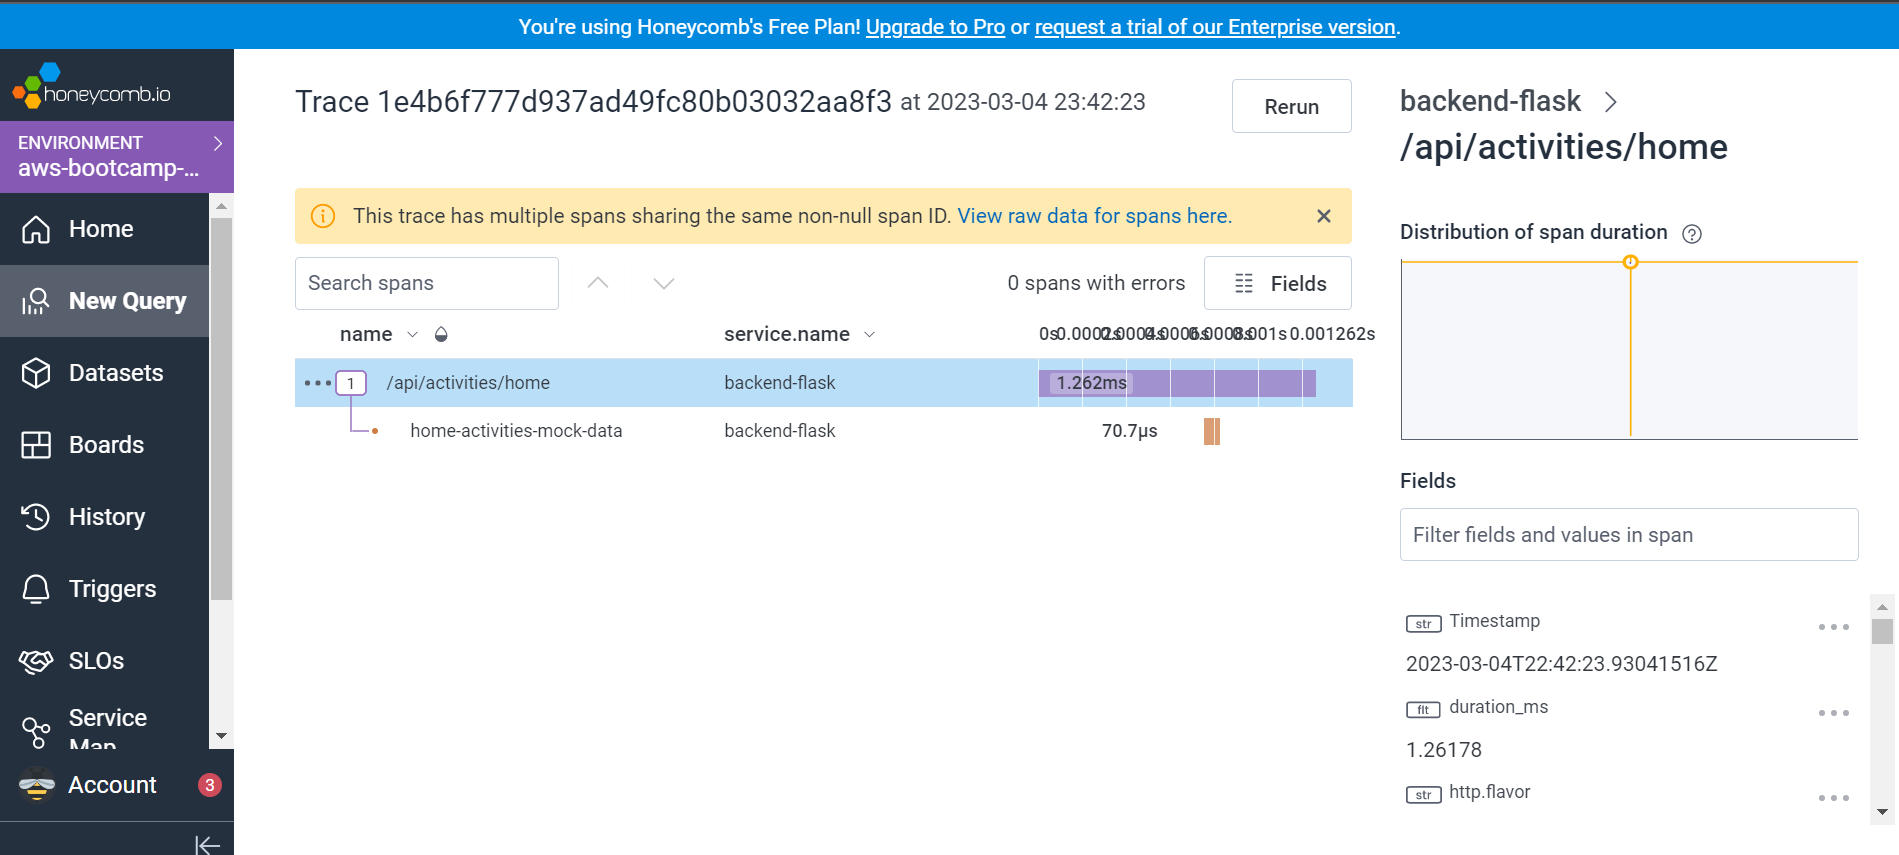 You're using Honeycomb's Free Plan! Upgrade to Pro or request a trial of our Enterprise version.
honeycomb.io
ENVIRONMENT
aws-bootcamp-...
Home
New Query
Datasets
Boards
History
Triggers
SLOs
Service
Map
Account
3
Trace 1e4b6f777d937ad49fc80b03032aa8f3 at 2023-03-04 23:42:23
Rerun
This trace has multiple spans sharing the same non-null span ID. View raw data for spans here.
Search spans
0 spans with errors
Fields
name
service.name
0s 0.0002s 0.0004s 0.0006s 0.0008s 0.001s 0.001262s
1 /api/activities/home backend-flask 1.262ms
home-activities-mock-data backend-flask 70.7µs
backend-flask
/api/activities/home
Distribution of span duration
Fields
Filter fields and values in span
str Timestamp
2023-03-04T22:42:23.93041516Z
flt duration_ms
1.26178
str http.flavor